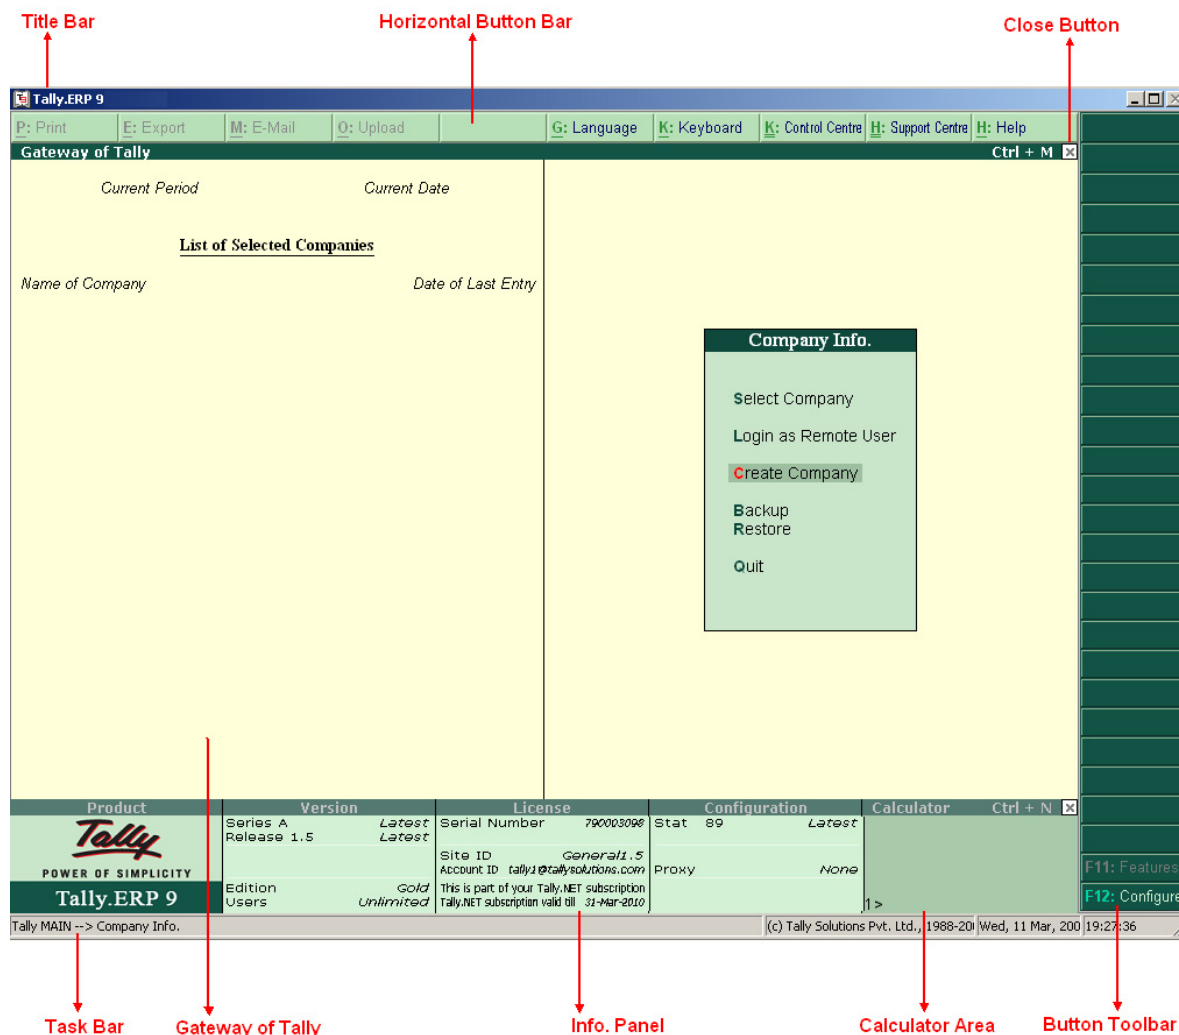 Title Bar
Horizontal Button Bar
Close Button
Tally.ERP 9
P: Print E: Export M: E-Mail O: Upload G: Language K: Keyboard K: Control Centre H: Support Centre H: Help
Gateway of Tally Ctrl + M
Current Period Current Date
List of Selected Companies
Name of Company Date of Last Entry
Company Info.
Select Company
Login as Remote User
Create Company
Backup
Restore
Quit
Product Version License Configuration Calculator Ctrl + N
Tally
POWER OF SIMPLICITY
Tally.ERP 9
Series A Latest
Release 1.5 Latest
Edition Gold
Users Unlimited
Serial Number 790003098
Site ID General1.5
Account ID tally1@tallysolutions.com
This is part of your Tally.NET subscription
Tally.NET subscription valid till 31-Mar-2010
Stat 89 Latest
Proxy None
1 >
F11: Features
F12: Configure
Tally MAIN --> Company Info. (c) Tally Solutions Pvt. Ltd., 1988-20 Wed, 11 Mar, 200 19:27:36
Task Bar
Gateway of Tally
Info. Panel
Calculator Area
Button Toolbar